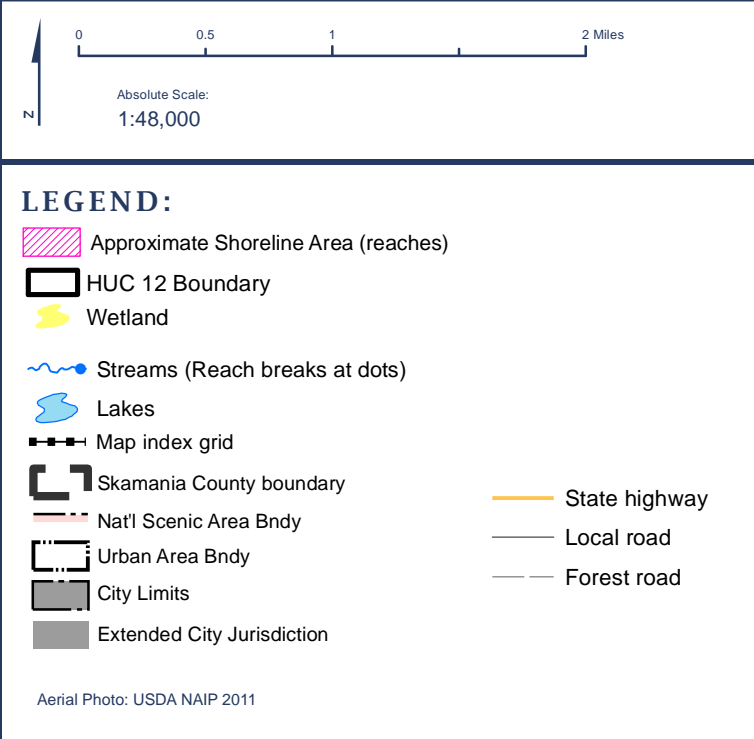 0 0.5 1 2 Miles
Absolute Scale:
1:48,000
N
LEGEND:
Approximate Shoreline Area (reaches)
HUC 12 Boundary
Wetland
Streams (Reach breaks at dots)
Lakes
Map index grid
Skamania County boundary
Nat'l Scenic Area Bndy
Urban Area Bndy
City Limits
Extended City Jurisdiction
State highway
Local road
Forest road
Aerial Photo: USDA NAIP 2011